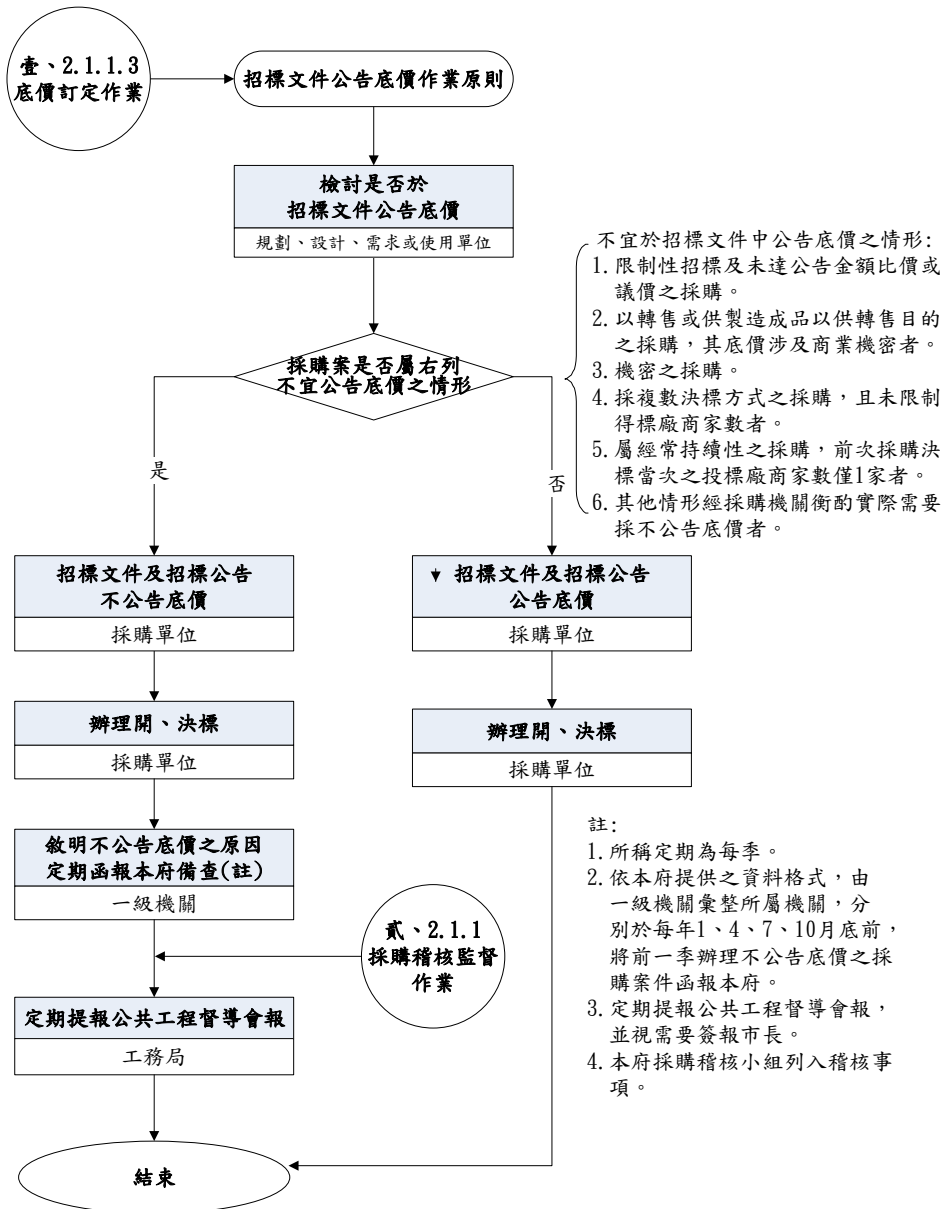 壹、2.1.1.3
底價訂定作業
招標文件公告底價作業原則
檢討是否於
招標文件公告底價
規劃、設計、需求或使用單位
採購案是否屬右列
不宜公告底價之情形
不宜於招標文件中公告底價之情形:
1.限制性招標及未達公告金額比價或
議價之採購。
2.以轉售或供製造成品以供轉售目的
之採購，其底價涉及商業機密者。
3.機密之採購。
4.採複數決標方式之採購，且未限制
得標廠商家數者。
5.屬經常持續性之採購，前次採購決
標當次之投標廠商家數僅1家者。
6.其他情形經採購機關衡酌實際需要
採不公告底價者。
是
否
招標文件及招標公告
不公告底價
採購單位
招標文件及招標公告
公告底價
採購單位
辦理開、決標
採購單位
辦理開、決標
採購單位
敘明不公告底價之原因
定期函報本府備查(註)
一級機關
貳、2.1.1
採購稽核監督
作業
定期提報公共工程督導會報
工務局
結束
註:
1.所稱定期為每季。
2.依本府提供之資料格式，由
一級機關彙整所屬機關，分
別於每年1、4、7、10月底前，
將前一季辦理不公告底價之採
購案件函報本府。
3.定期提報公共工程督導會報，
並視需要簽報市長。
4.本府採購稽核小組列入稽核事
項。